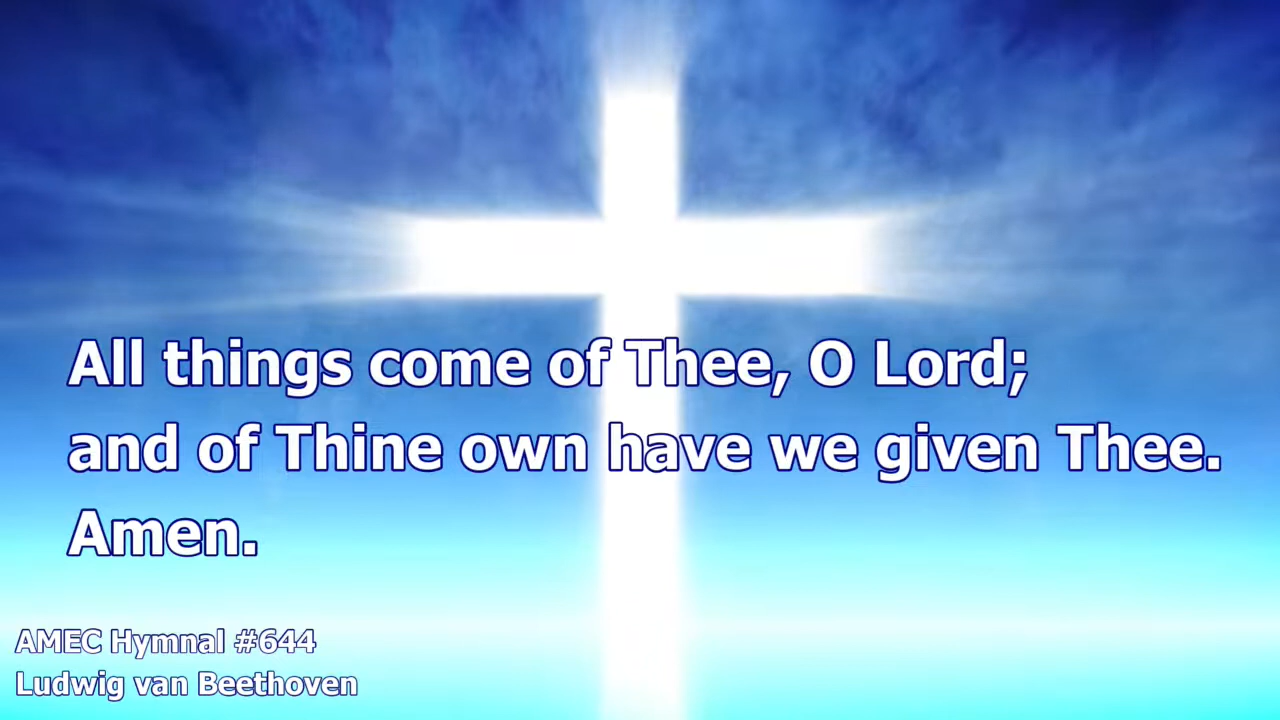 All things come of Thee, O Lord;
and of Thine own have we given Thee.
Amen.
AMEC Hymnal #644
Ludwig van Beethoven